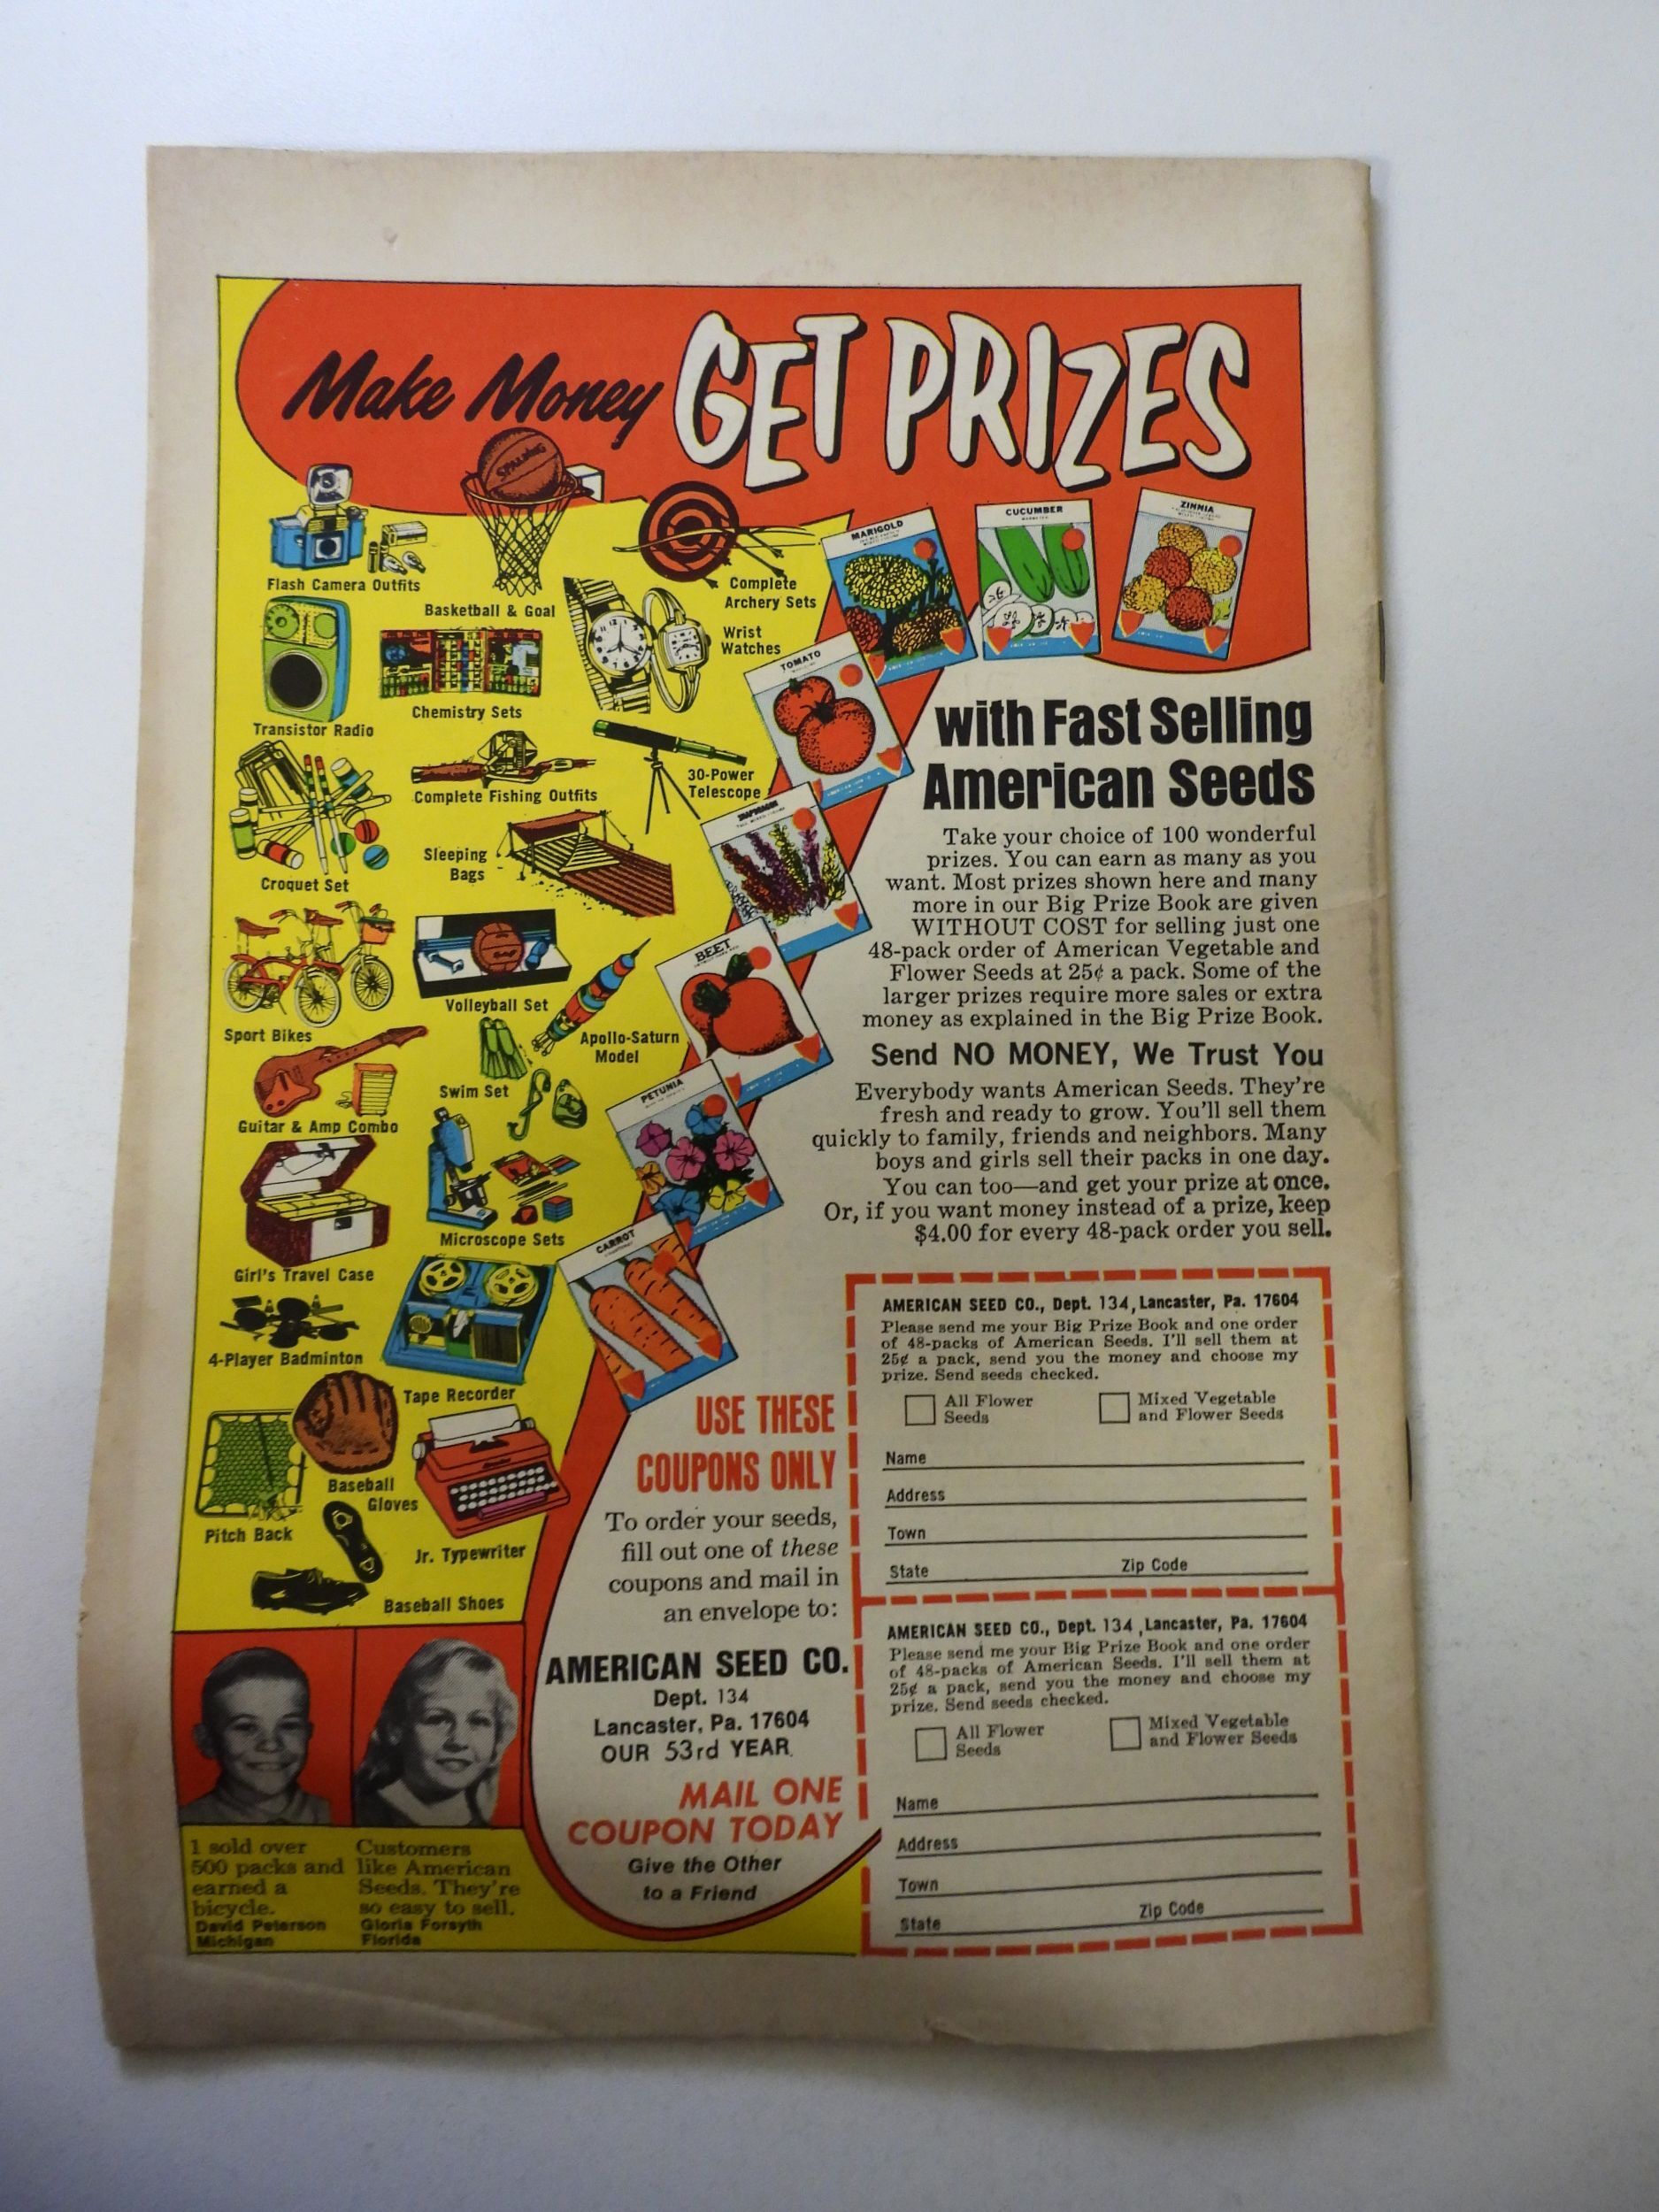 Make Money GET PRIZES
SPALDING
Flash Camera Outfits
Basketball & Goal
Complete
Archery Sets
Wrist
Watches
Transistor Radio
Chemistry Sets
30-Power
Telescope
Complete Fishing Outfits
Croquet Set
Sleeping
Bags
Sport Bikes
Volleyball Set
Apollo-Saturn
Model
Swim Set
Guitar & Amp Combo
Microscope Sets
Girl's Travel Case
4-Player Badminton
Tape Recorder
Baseball
Gloves
Pitch Back
Jr. Typewriter
Baseball Shoes
MARIGOLD
CUCUMBER
ZINNIA
TOMATO
SNAPDRAGON
BEET
PETUNIA
CARROT
with Fast Selling
American Seeds
Take your choice of 100 wonderful
prizes. You can earn as many as you
want. Most prizes shown here and many
more in our Big Prize Book are given
WITHOUT COST for selling just one
48-pack order of American Vegetable and
Flower Seeds at 25¢ a pack. Some of the
larger prizes require more sales or extra
money as explained in the Big Prize Book.
Send NO MONEY, We Trust You
Everybody wants American Seeds. They're
fresh and ready to grow. You'll sell them
quickly to family, friends and neighbors. Many
boys and girls sell their packs in one day.
You can too—and get your prize at once.
Or, if you want money instead of a prize, keep
$4.00 for every 48-pack order you sell.
USE THESE
COUPONS ONLY
To order your seeds,
fill out one of these
coupons and mail in
an envelope to:
AMERICAN SEED CO.
Dept. 134
Lancaster, Pa. 17604
OUR 53rd YEAR
MAIL ONE
COUPON TODAY
Give the Other
to a Friend
AMERICAN SEED CO., Dept. 134, Lancaster, Pa. 17604
Please send me your Big Prize Book and one order
of 48-packs of American Seeds. I'll sell them at
25¢ a pack, send you the money and choose my
prize. Send seeds checked.
All Flower
Seeds
Mixed Vegetable
and Flower Seeds
Name
Address
Town
State Zip Code
AMERICAN SEED CO., Dept. 134, Lancaster, Pa. 17604
Please send me your Big Prize Book and one order
of 48-packs of American Seeds. I'll sell them at
25¢ a pack, send you the money and choose my
prize. Send seeds checked.
All Flower
Seeds
Mixed Vegetable
and Flower Seeds
Name
Address
Town
State Zip Code
I sold over
500 packs and
earned a
bicycle.
David Peterson
Michigan
Customers
like American
Seeds. They're
so easy to sell.
Gloria Forsyth
Florida